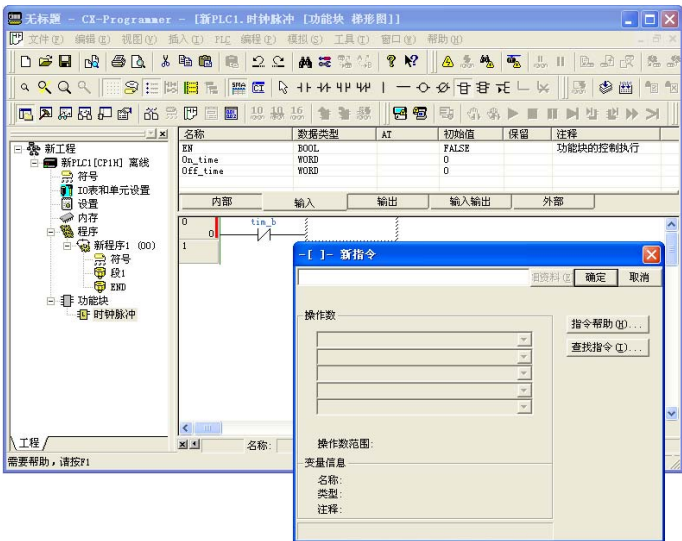 无标题 - CX-Programmer - [新PLC1.时钟脉冲 [功能块 梯形图]]
文件(F) 编辑(E) 视图(V) 插入(I) PLC 编程(P) 模拟(S) 工具(T) 窗口(W) 帮助(H)
10 16
名称 数据类型 AT 初始值 保留 注释
EN BOOL FALSE 功能块的控制执行
On_time WORD 0
Off_time WORD 0
内部 输入 输出 输入输出 外部
新工程
新PLC1[CP1H] 离线
符号
IO表和单元设置
设置
内存
程序
新程序1 (00)
符号
段1
END
功能块
时钟脉冲
工程
0 0 tim_b
1
名称:
需要帮助，请按F1
-[ ]- 新指令
确定 取消
操作数
指令帮助(H)...
查找指令(I)...
操作数范围:
变量信息
名称:
类型:
注释: